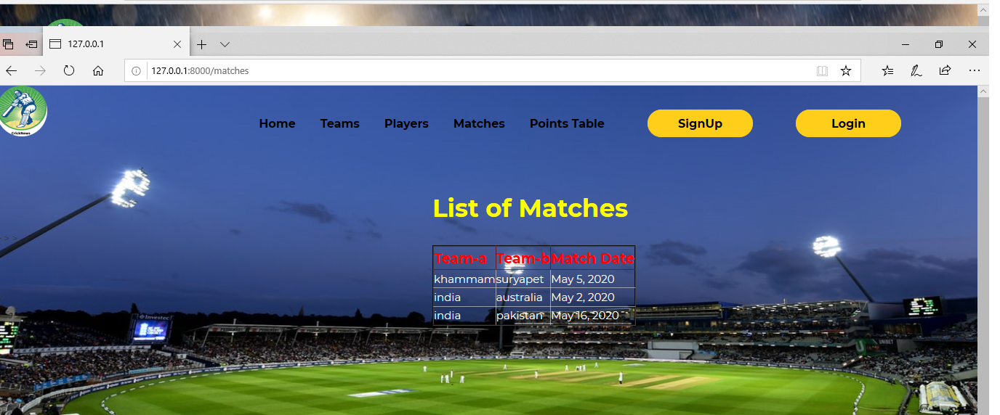 127.0.0.1
127.0.0.1:8000/matches
CrickNews
Home Teams Players Matches Points Table SignUp Login
List of Matches
Team-a Team-b Match Date
khammam suryapet May 5, 2020
india australia May 2, 2020
india pakistan May 16, 2020
Investec